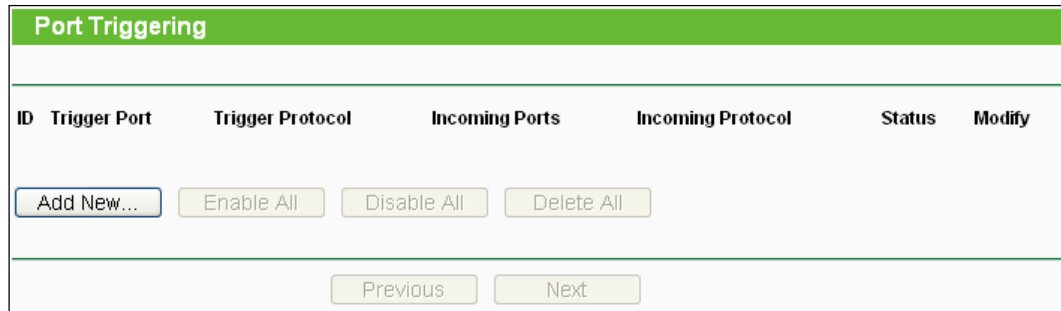 Port Triggering
ID Trigger Port Trigger Protocol Incoming Ports Incoming Protocol Status Modify
Add New... Enable All Disable All Delete All
Previous Next